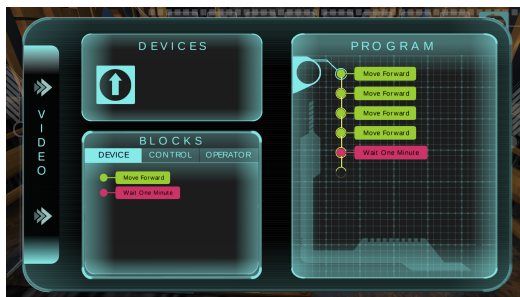 VIDEO
DEVICES
BLOCKS
DEVICE CONTROL OPERATOR
Move Forward
Wait One Minute
PROGRAM
Move Forward
Move Forward
Move Forward
Move Forward
Wait One Minute